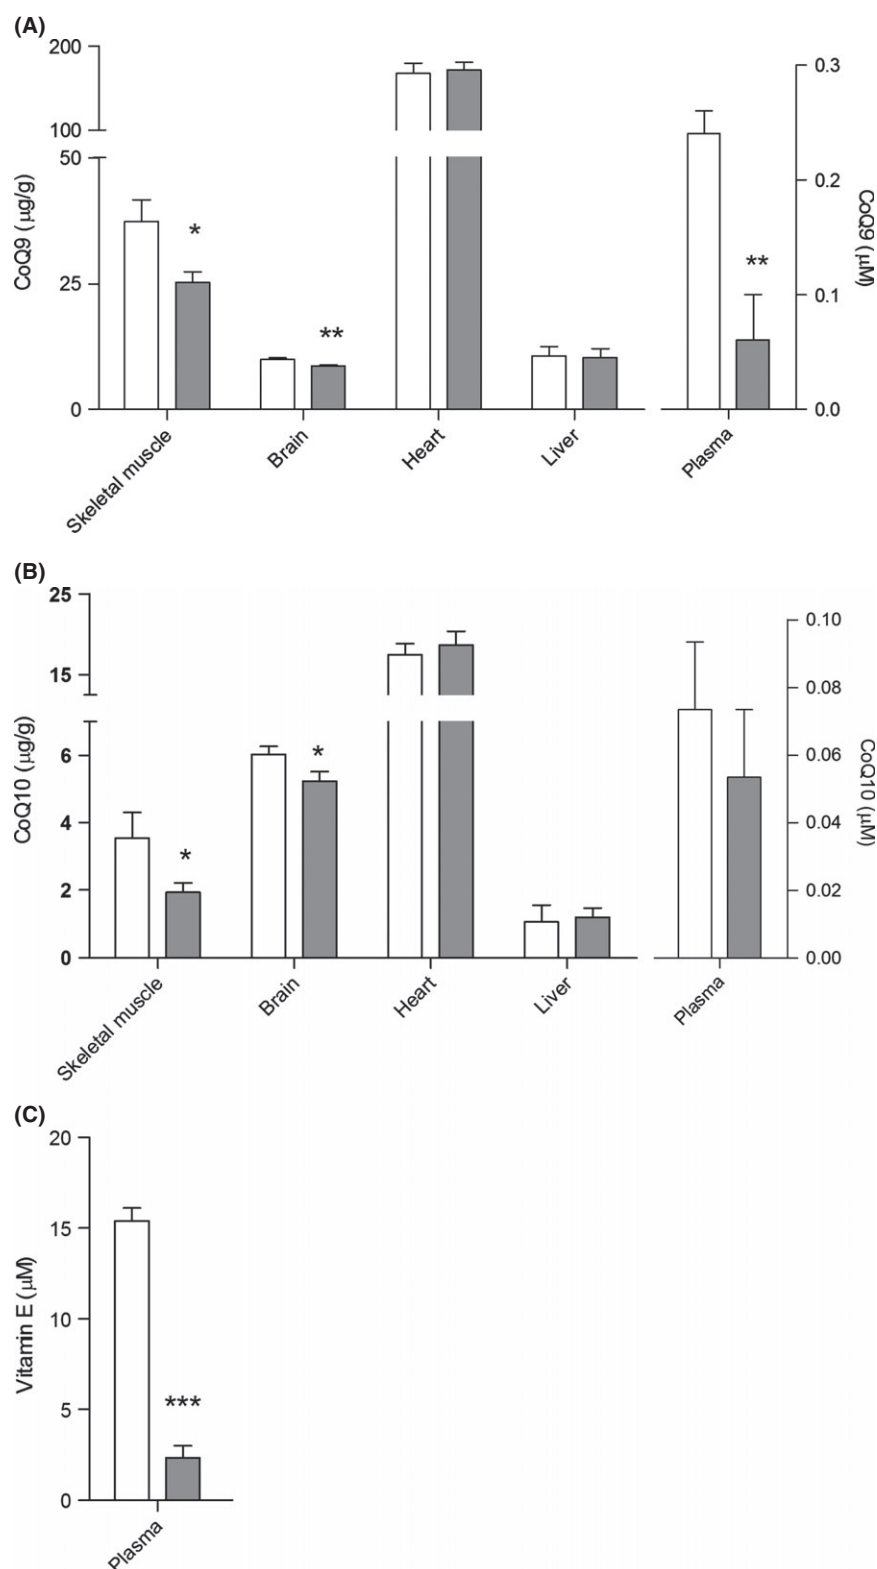 (A)
200
100
50
25
0
CoQ9 (µg/g)
*
**
**
0.3
0.2
0.1
0.0
CoQ9 (µM)
Skeletal muscle
Brain
Heart
Liver
Plasma
(B)
25
15
6
4
2
0
CoQ10 (µg/g)
*
*
0.10
0.08
0.06
0.04
0.02
0.00
CoQ10 (µM)
Skeletal muscle
Brain
Heart
Liver
Plasma
(C)
20
15
10
5
0
Vitamin E (µM)
***
Plasma